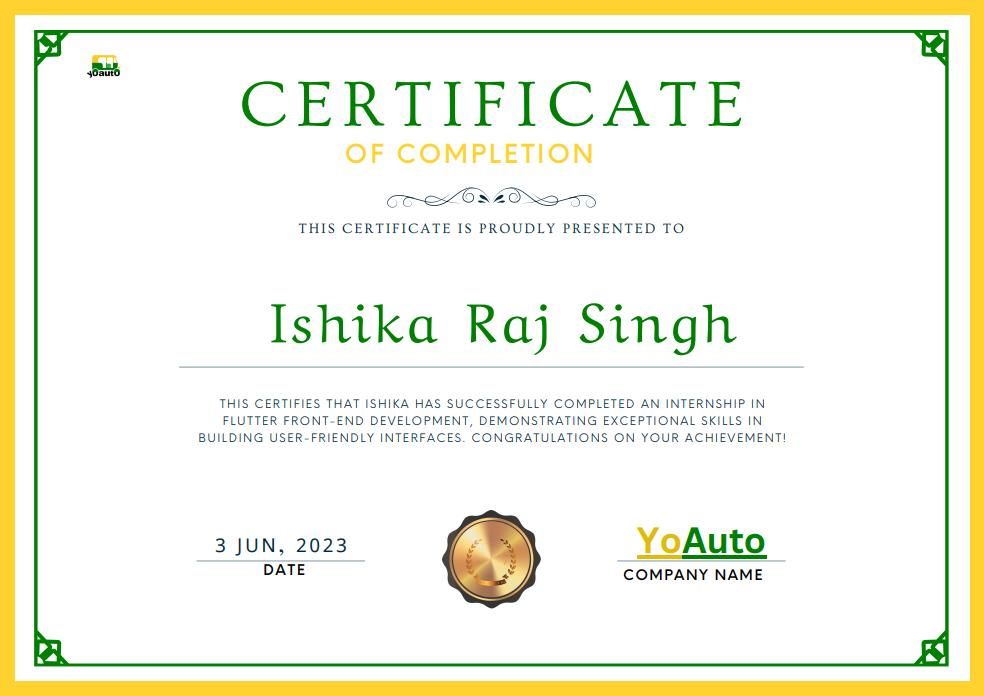 yoauto
CERTIFICATE
OF COMPLETION
THIS CERTIFICATE IS PROUDLY PRESENTED TO
Ishika Raj Singh
THIS CERTIFIES THAT ISHIKA HAS SUCCESSFULLY COMPLETED AN INTERNSHIP IN
FLUTTER FRONT-END DEVELOPMENT, DEMONSTRATING EXCEPTIONAL SKILLS IN
BUILDING USER-FRIENDLY INTERFACES. CONGRATULATIONS ON YOUR ACHIEVEMENT!
3 JUN, 2023
DATE
YoAuto
COMPANY NAME